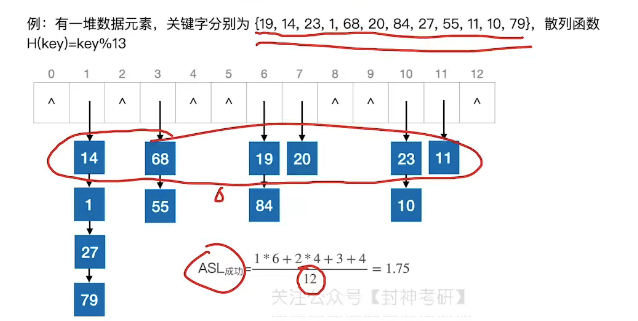 例：有一堆数据元素，关键字分别为 {19, 14, 23, 1, 68, 20, 84, 27, 55, 11, 10, 79}，散列函数
H(key)=key%13
0 1 2 3 4 5 6 7 8 9 10 11 12
^ ^ ^ ^ ^ ^ ^
14 68 19 20 23 11
1 55 84 10
27
79
6
ASL成功=1*6+2*4+3+4/12=1.75
关注公众号【封神考研】